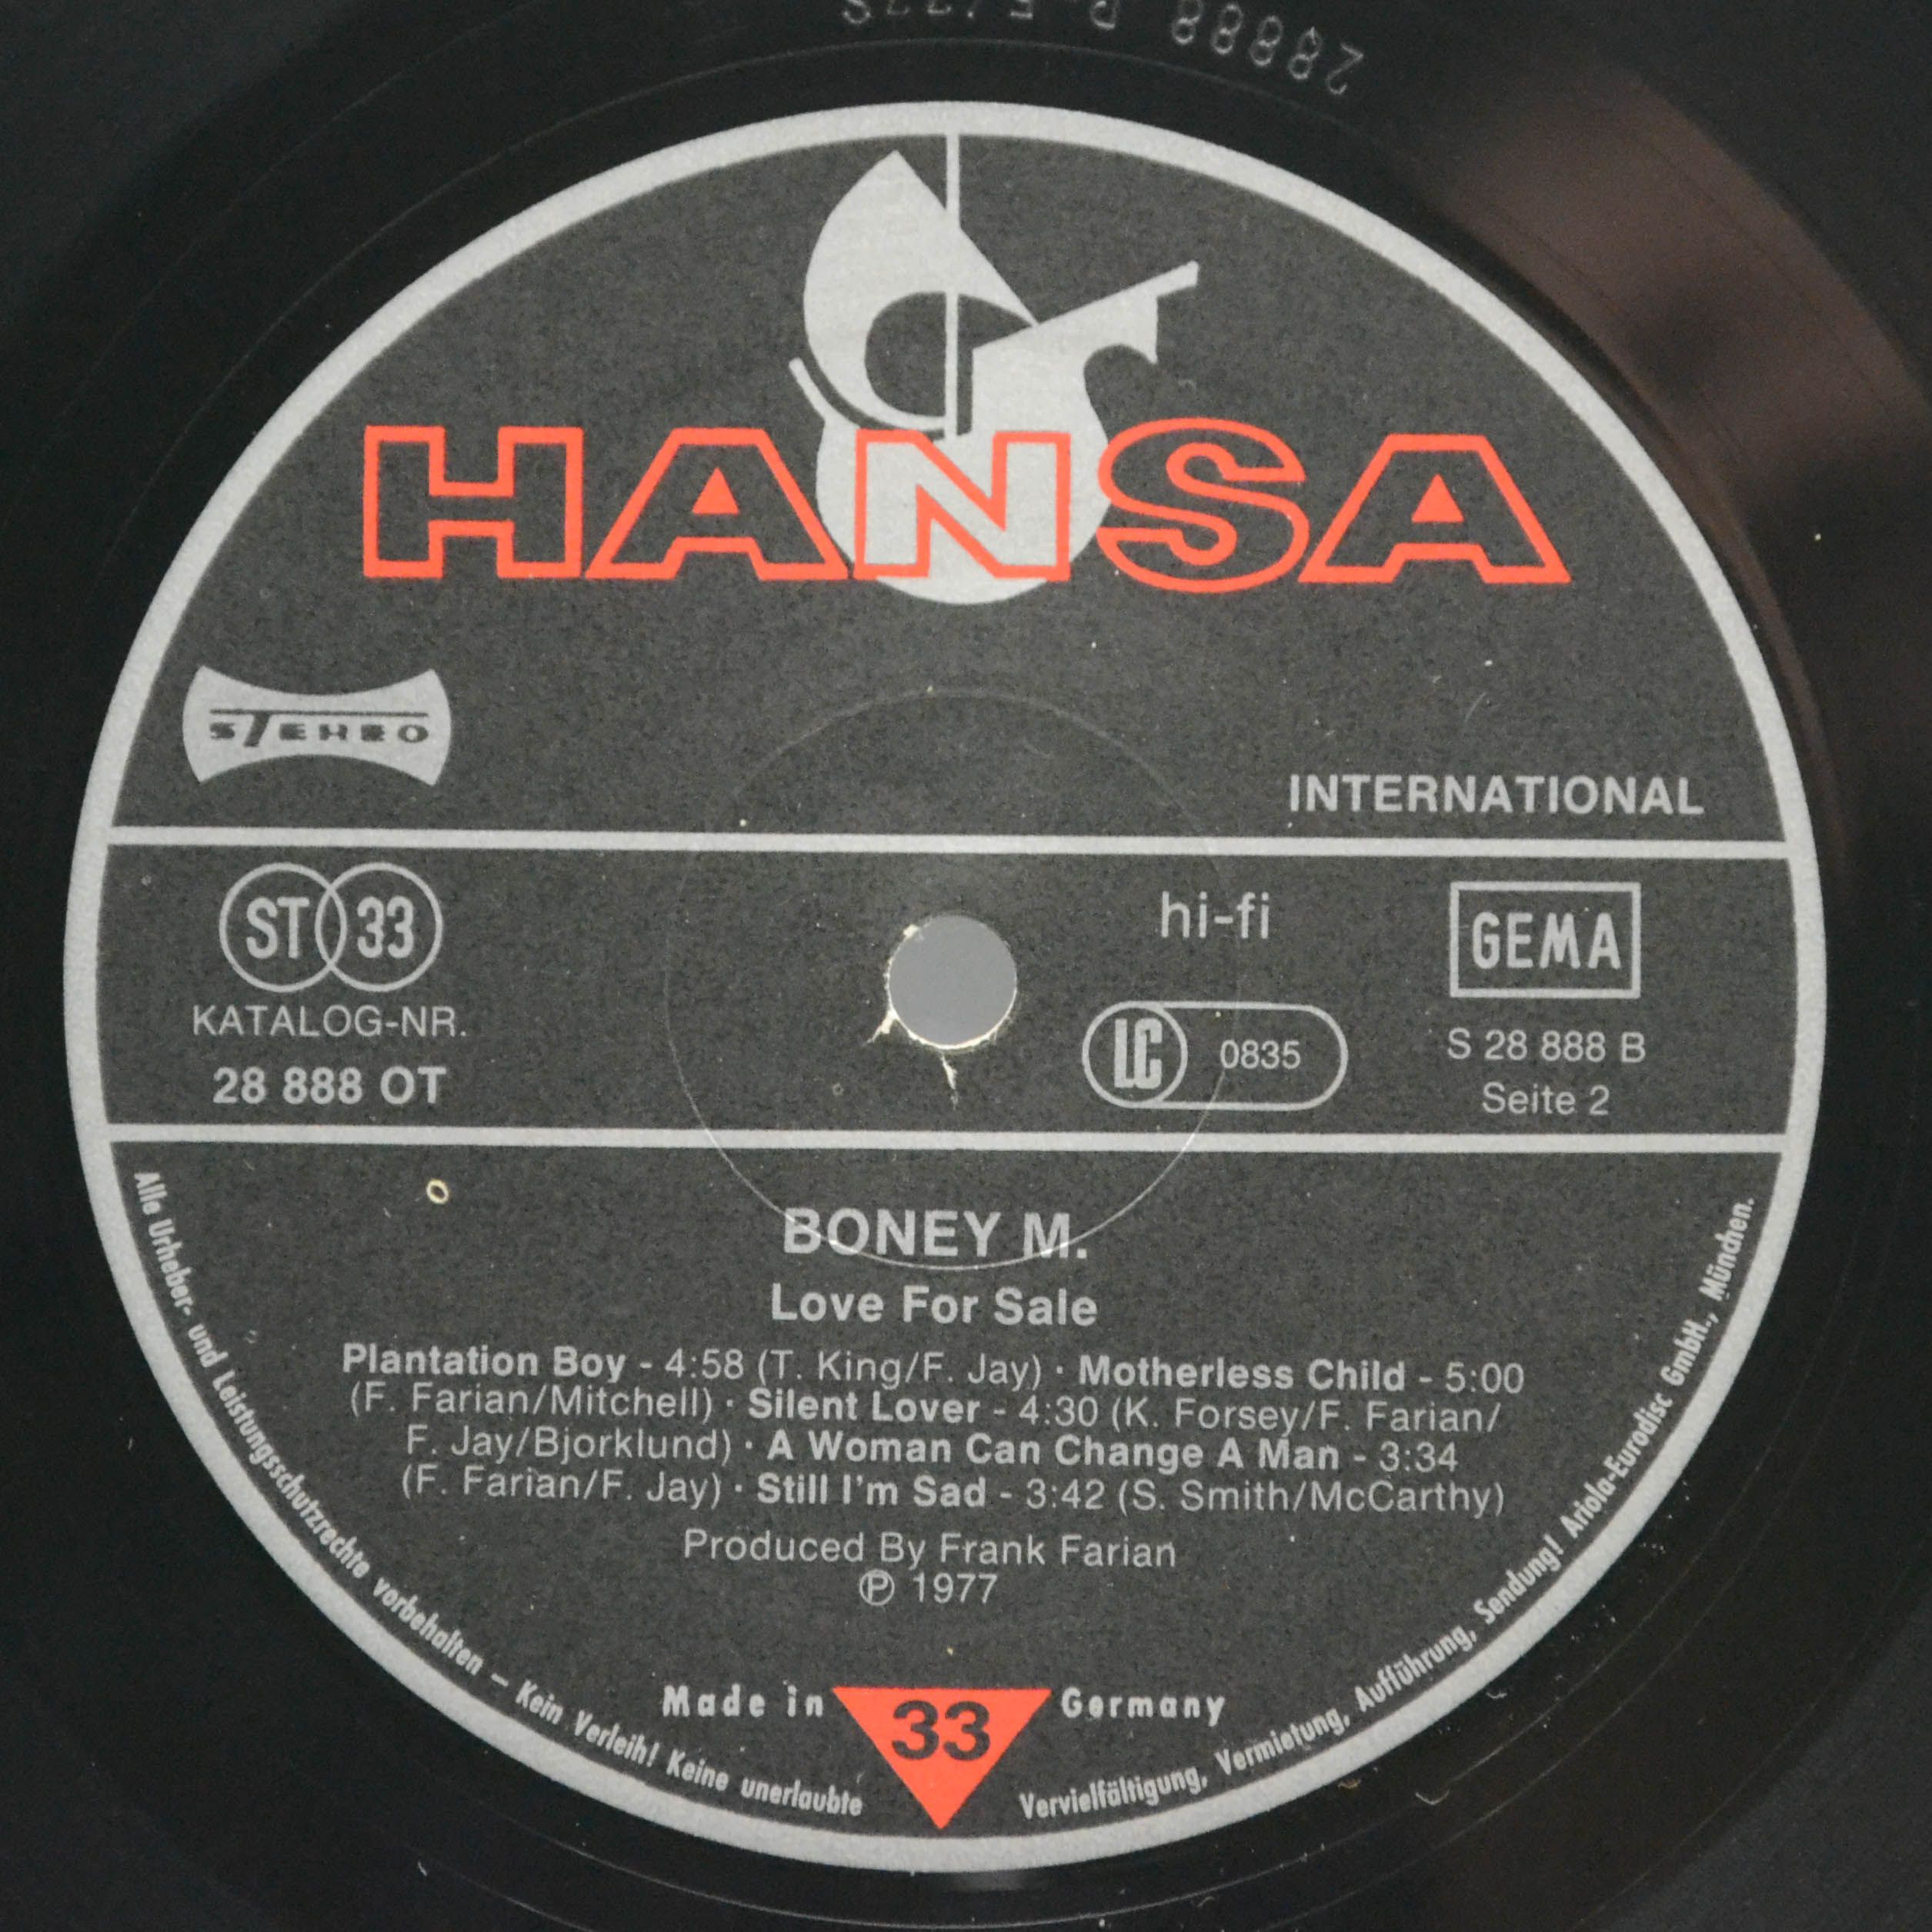 28888
HANSA
STEREO
INTERNATIONAL
ST 33
KATALOG-NR.
28 888 OT
hi-fi
LC 0835
GEMA
S 28 888 B
Seite 2
BONEY M.
Love For Sale
Plantation Boy - 4:58 (T. King/F. Jay) · Motherless Child - 5:00
(F. Farian/Mitchell) · Silent Lover - 4:30 (K. Forsey/F. Farian/
F. Jay/Bjorklund) · A Woman Can Change A Man - 3:34
(F. Farian/F. Jay) · Still I'm Sad - 3:42 (S. Smith/McCarthy)
Produced By Frank Farian
Ⓟ 1977
Made in 33 Germany
Alle Urheber- und Leistungsschutzrechte vorbehalten – Kein Verleih! Keine unerlaubte Vervielfältigung, Vermietung, Aufführung, Sendung! Ariola-Eurodisc GmbH., München.